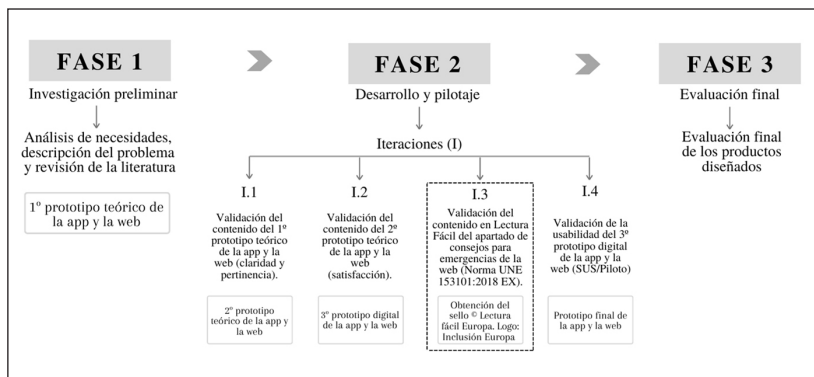 FASE 1
Investigación preliminar
Análisis de necesidades,
descripción del problema
y revisión de la literatura
1º prototipo teórico de
la app y la web
FASE 2
Desarrollo y pilotaje
Iteraciones (I)
I.1
Validación del
contenido del 1º
prototipo teórico
de la app y la
web (claridad y
pertinencia).
2º prototipo
teórico de la app y
la web
I.2
Validación del
contenido del 2º
prototipo teórico
de la app y la
web
(satisfacción).
3º prototipo digital
de la app y la web
I.3
Validación del
contenido en Lectura
Fácil del apartado de
consejos para
emergencias de la
web (Norma UNE
153101:2018 EX).
Obtención del
sello © Lectura
fácil Europa. Logo:
Inclusión Europa
I.4
Validación de la
usabilidad del 3º
prototipo digital
de la app y la
web (SUS/Piloto)
Prototipo final de
la app y la web
FASE 3
Evaluación final
Evaluación final
de los productos
diseñados